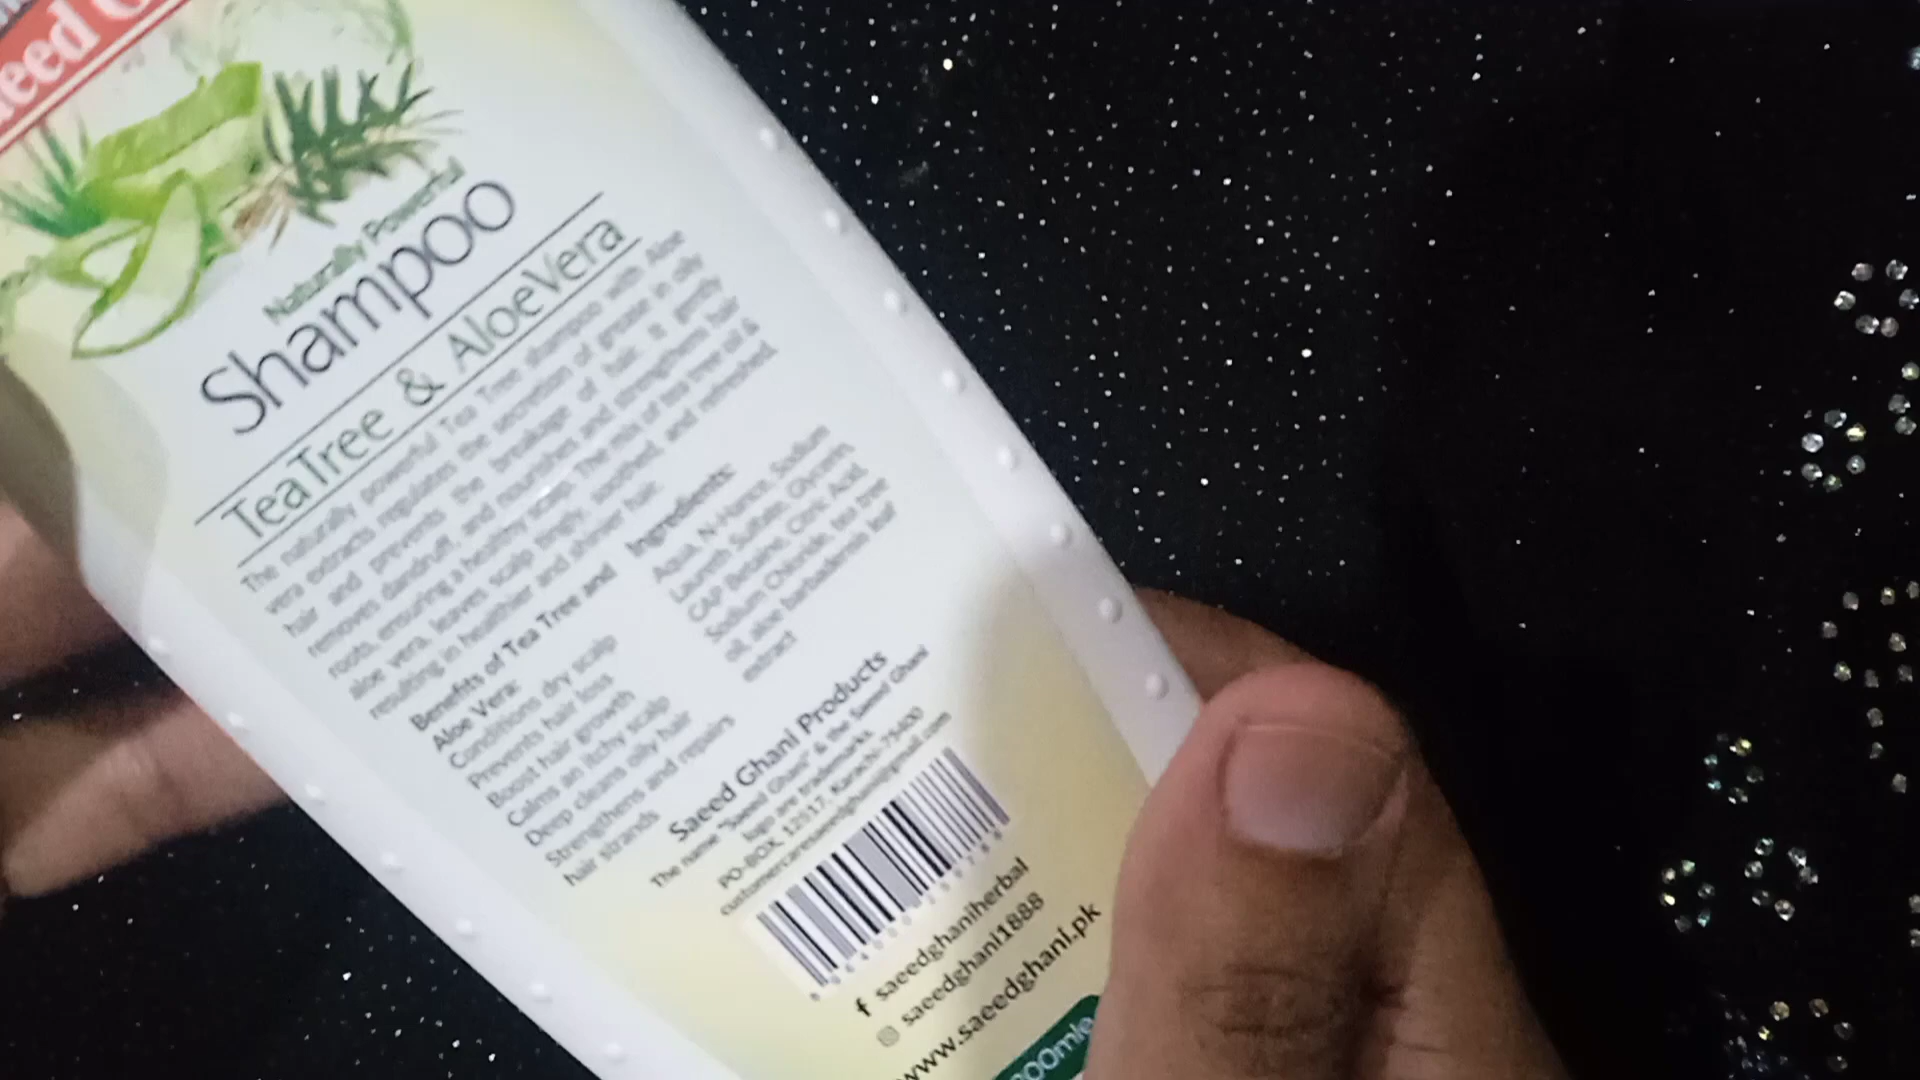 Naturally Powerful
Shampoo
TeaTree & AloeVera
The naturally powerful Tea Tree shampoo with Aloe
vera extracts regulates the secretion of grease in oily
hair and prevents the breakage of hair. It gently
removes dandruff, and nourishes and strengthens hair
roots, ensuring a healthy scalp. The mix of tea tree oil &
aloe vera, leaves scalp tingly, soothed, and refreshed,
resulting in healthier and shinier hair.
Benefits of Tea Tree and
Aloe Vera:
Conditions dry scalp
Prevents hair loss
Boost hair growth
Calms an itchy scalp
Deep cleans oily hair
Strengthens and repairs
hair strands
Ingredients:
Aqua, N-Hance, Sodium
Laureth Sulfate, Glycerin,
CAP Betaine, Citric Acid,
Sodium Chloride, tea tree
oil, aloe barbadensis leaf
extract
Saeed Ghani Products
The name "Saeed Ghani" & the Saeed Ghani
logo are trademarks.
PO-BOX, 12517, Karachi-75400
saeedghaniherbal
saeedghani1888
www.saeedghani.pk